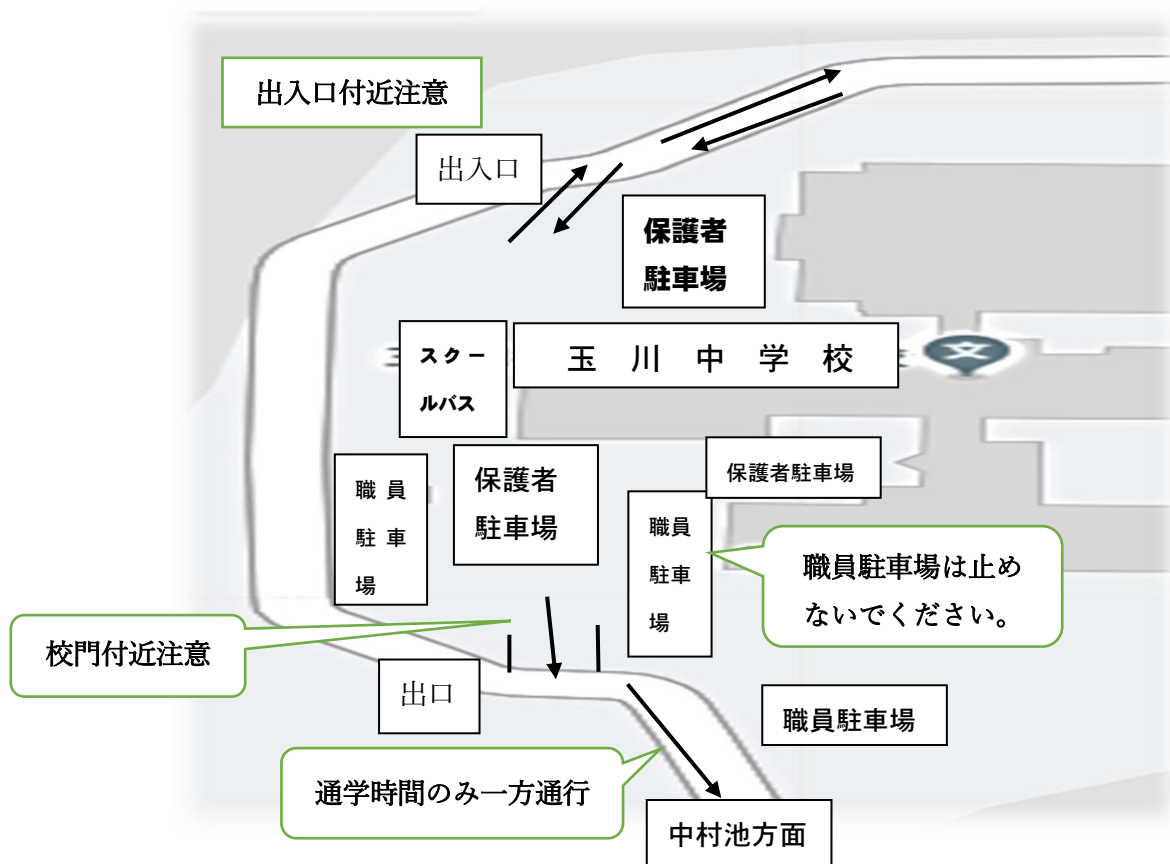 出入口付近注意
出入口
保護者
駐車場
スクー
ルバス
玉川中学校
職員
駐車
場
保護者
駐車場
保護者駐車場
職員
駐車
場
職員駐車場は止め
ないでください。
校門付近注意
出口
職員駐車場
通学時間のみ一方通行
中村池方面